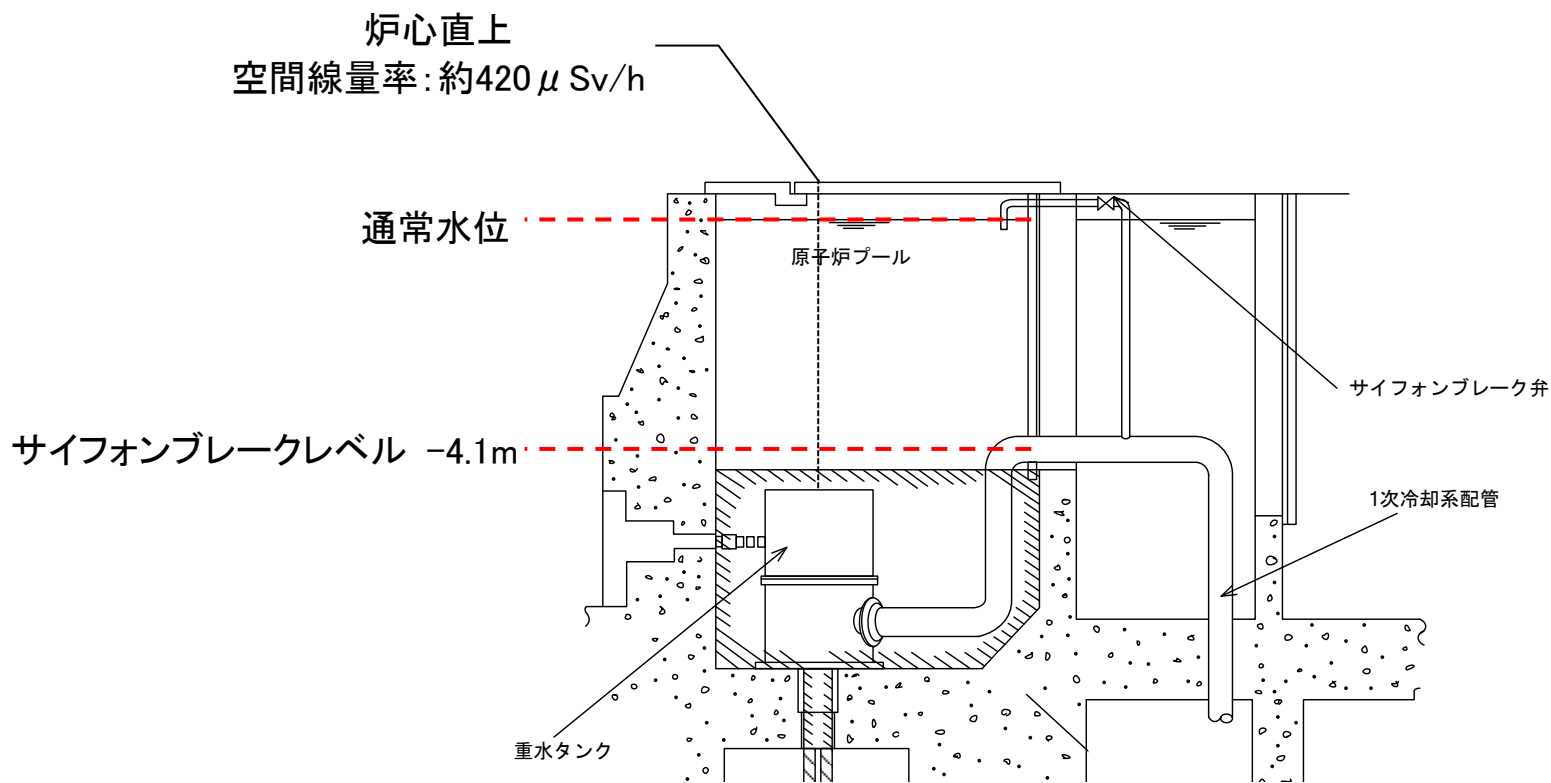 炉心直上
空間線量率:約420μSv/h
通常水位
原子炉プール
サイフォンブレーク弁
サイフォンブレークレベル -4.1m
1次冷却系配管
重水タンク